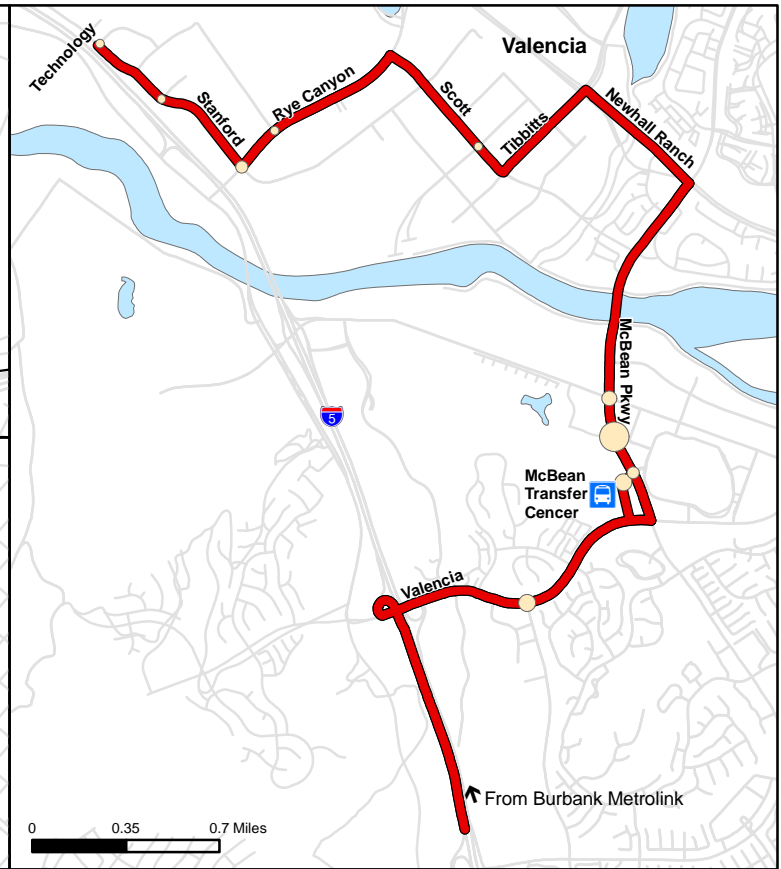 Technology
Valencia
Stanford
Rye Canyon
Scott
Tibbitts
Newhall Ranch
McBean Pkwy
5
McBean
Transfer
Cencer
Valencia
From Burbank Metrolink
0 0.35 0.7 Miles